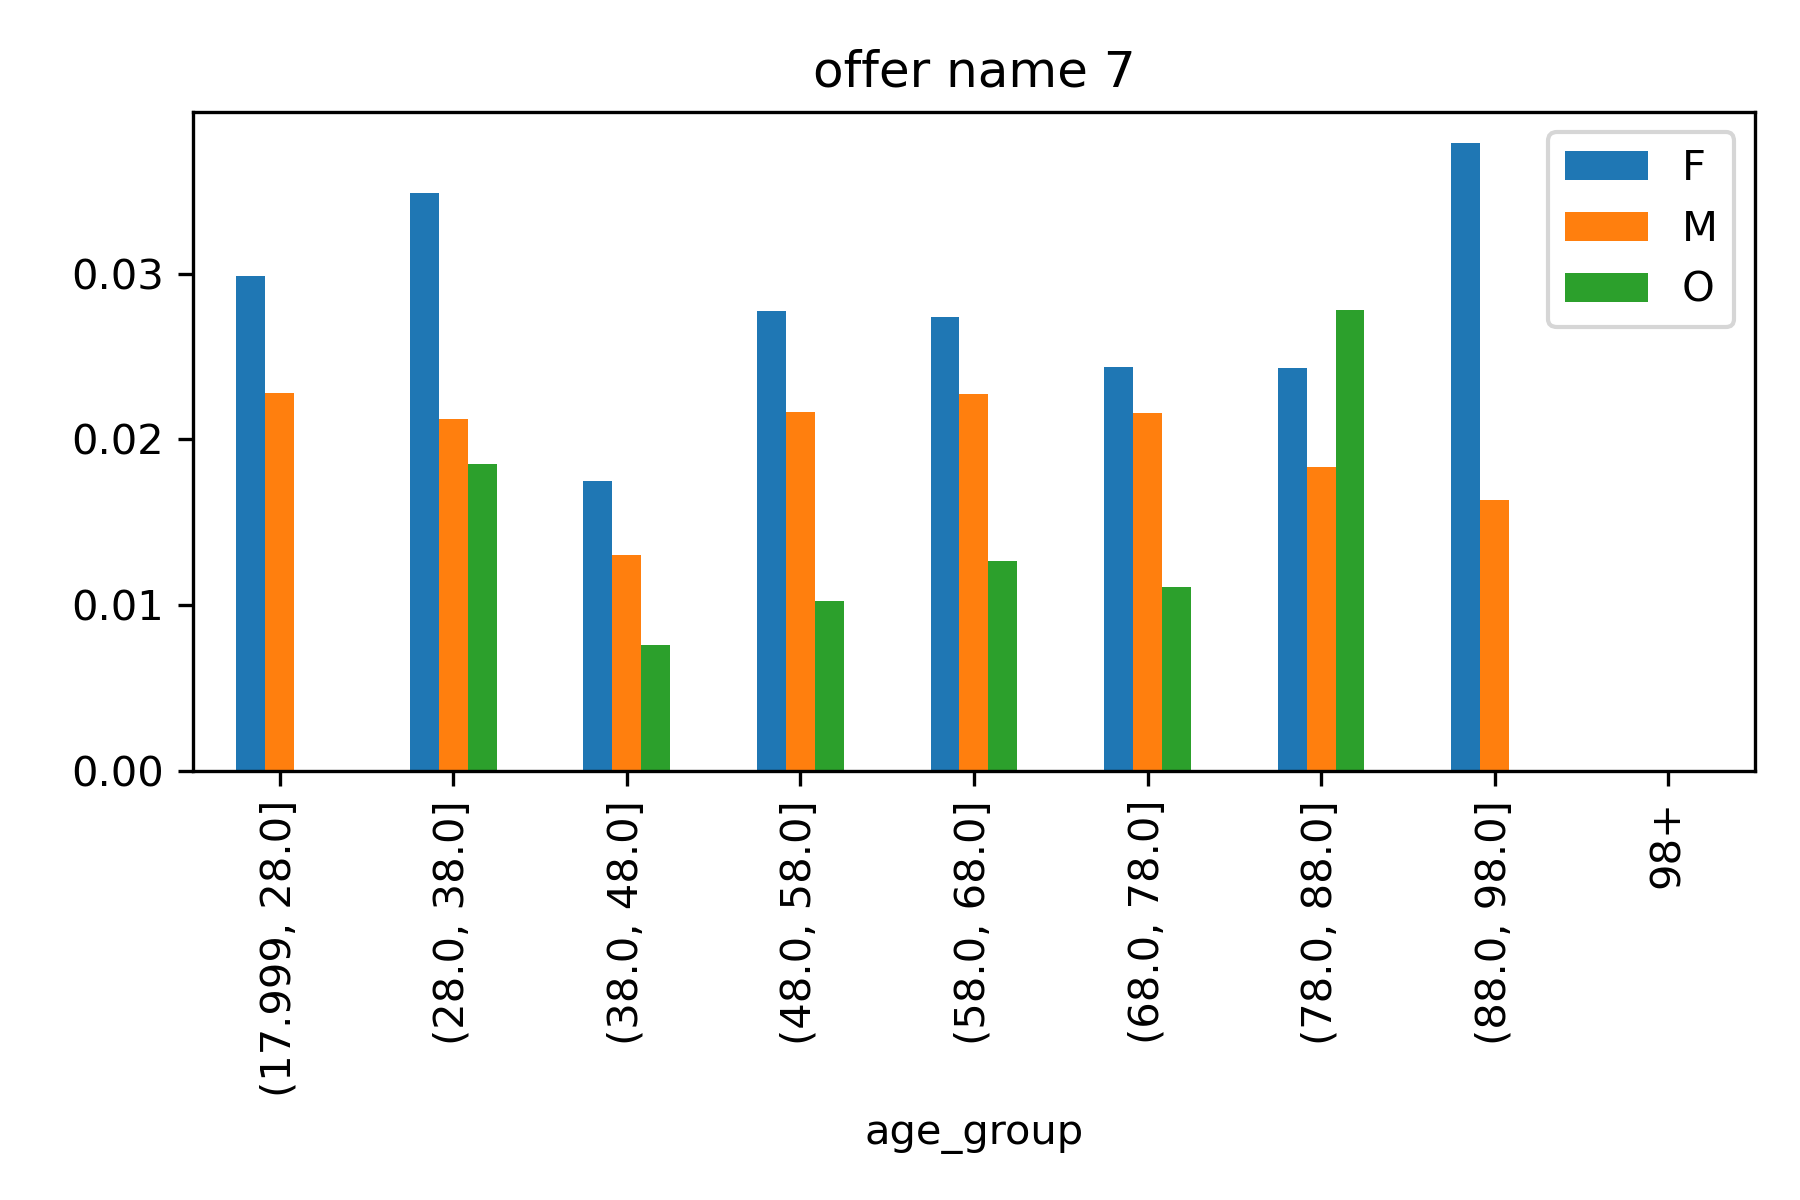 offer name 7
F
M
O
0.03
0.02
0.01
0.00
(17.999, 28.0]
(28.0, 38.0]
(38.0, 48.0]
(48.0, 58.0]
(58.0, 68.0]
(68.0, 78.0]
(78.0, 88.0]
(88.0, 98.0]
98+
age_group